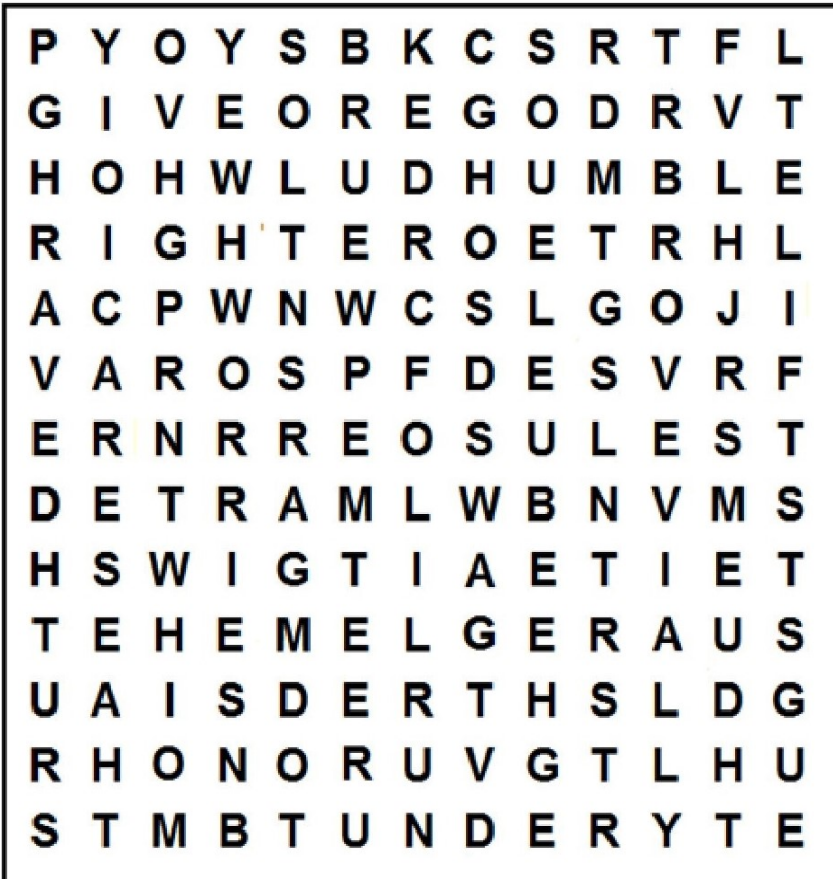 P Y O Y S B K C S R T F L
G I V E O R E G O D R V T
H O H W L U D H U M B L E
R I G H T E R O E T R H L
A C P W N W C S L G O J I
V A R O S P F D E S V R F
E R N R R E O S U L E S T
D E T R A M L W B N V M S
H S W I G T I A E T I E T
T E H E M E L G E R A U S
U A I S D E R T H S L D G
R H O N O R U V G T L H U
S T M B T U N D E R Y T E